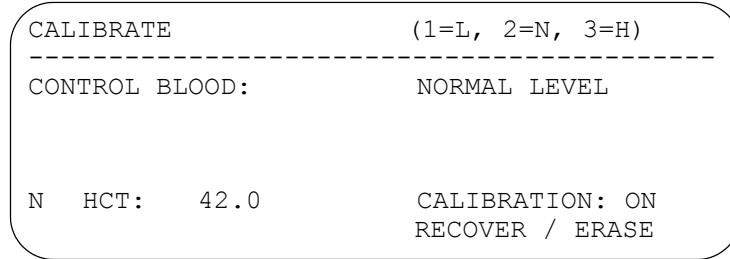 CALIBRATE (1=L, 2=N, 3=H)
-------------------------------------------
CONTROL BLOOD: NORMAL LEVEL
N HCT: 42.0 CALIBRATION: ON
RECOVER / ERASE